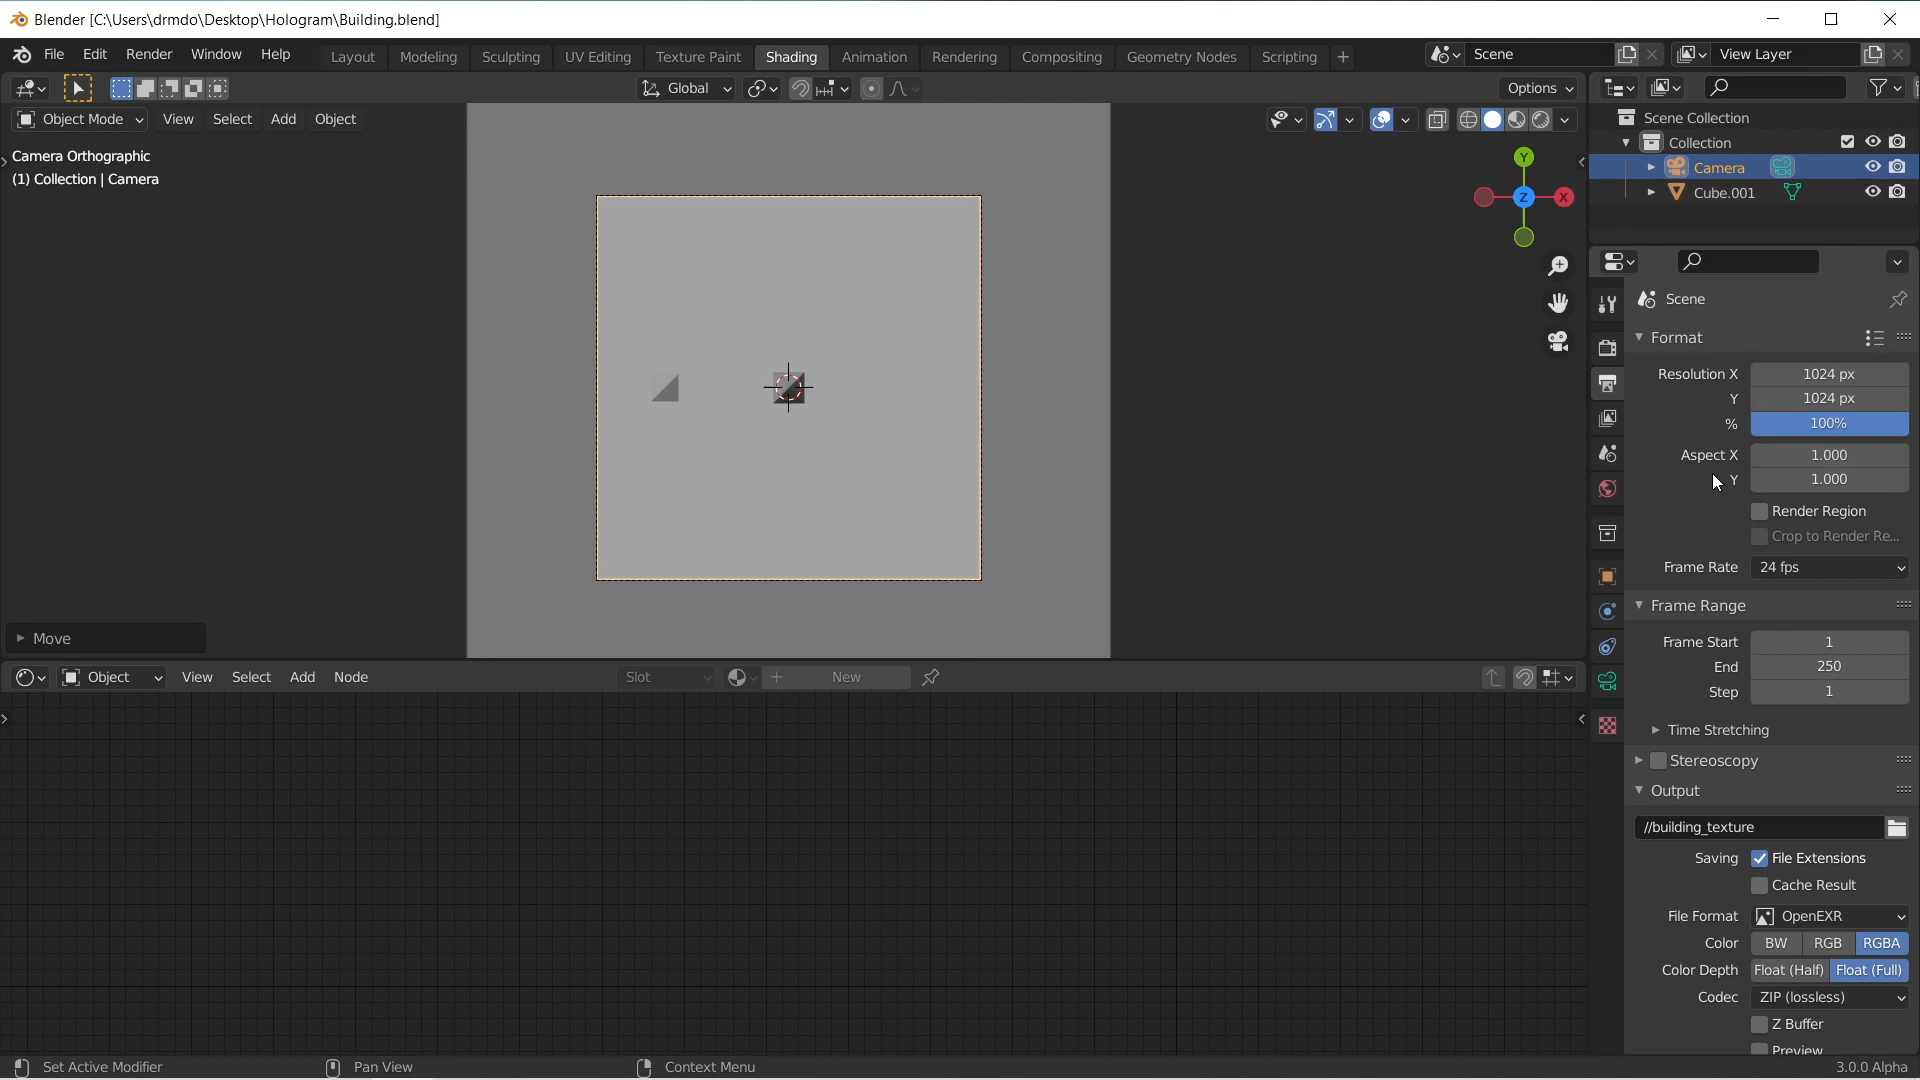 Blender [C:\Users\drmdo\Desktop\Hologram\Building.blend]
File Edit Render Window Help Layout Modeling Sculpting UV Editing Texture Paint Shading Animation Rendering Compositing Geometry Nodes Scripting + Scene View Layer
Global Options
Object Mode View Select Add Object
Camera Orthographic
(1) Collection | Camera
Y
X
Z
Move
Scene Collection
Collection
Camera
Cube.001
Scene
Format
Resolution X 1024 px
Y 1024 px
% 100%
Aspect X 1.000
Y 1.000
Render Region
Crop to Render Re...
Frame Rate 24 fps
Frame Range
Frame Start 1
End 250
Step 1
Time Stretching
Stereoscopy
Output
//building_texture
Saving File Extensions
Cache Result
File Format OpenEXR
Color BW RGB RGBA
Color Depth Float (Half) Float (Full)
Codec ZIP (lossless)
Z Buffer
Preview
Object View Select Add Node Slot New
Set Active Modifier Pan View Context Menu 3.0.0 Alpha